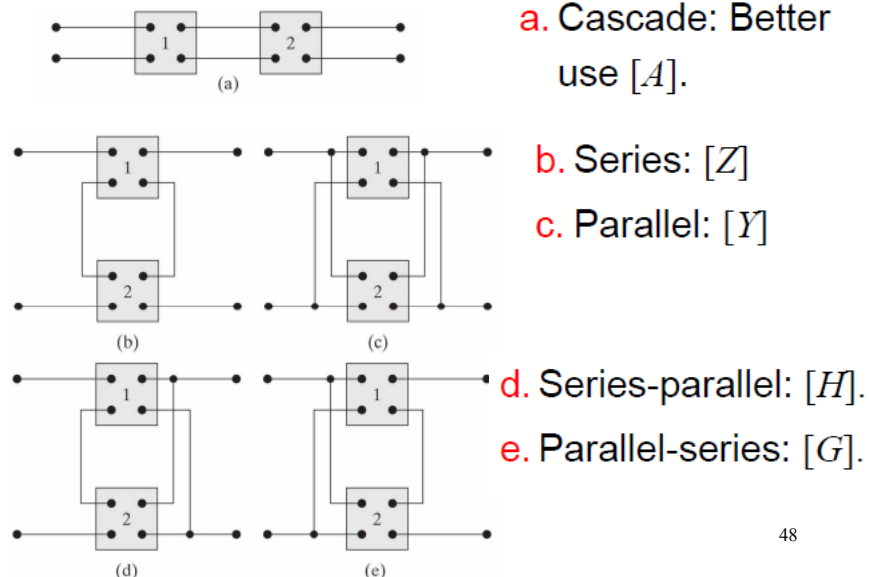 a. Cascade: Better
use [A].
1
2
(a)
b. Series: [Z]
c. Parallel: [Y]
1
1
2
2
(b)
(c)
d. Series-parallel: [H].
e. Parallel-series: [G].
1
1
2
2
48
(d)
(e)